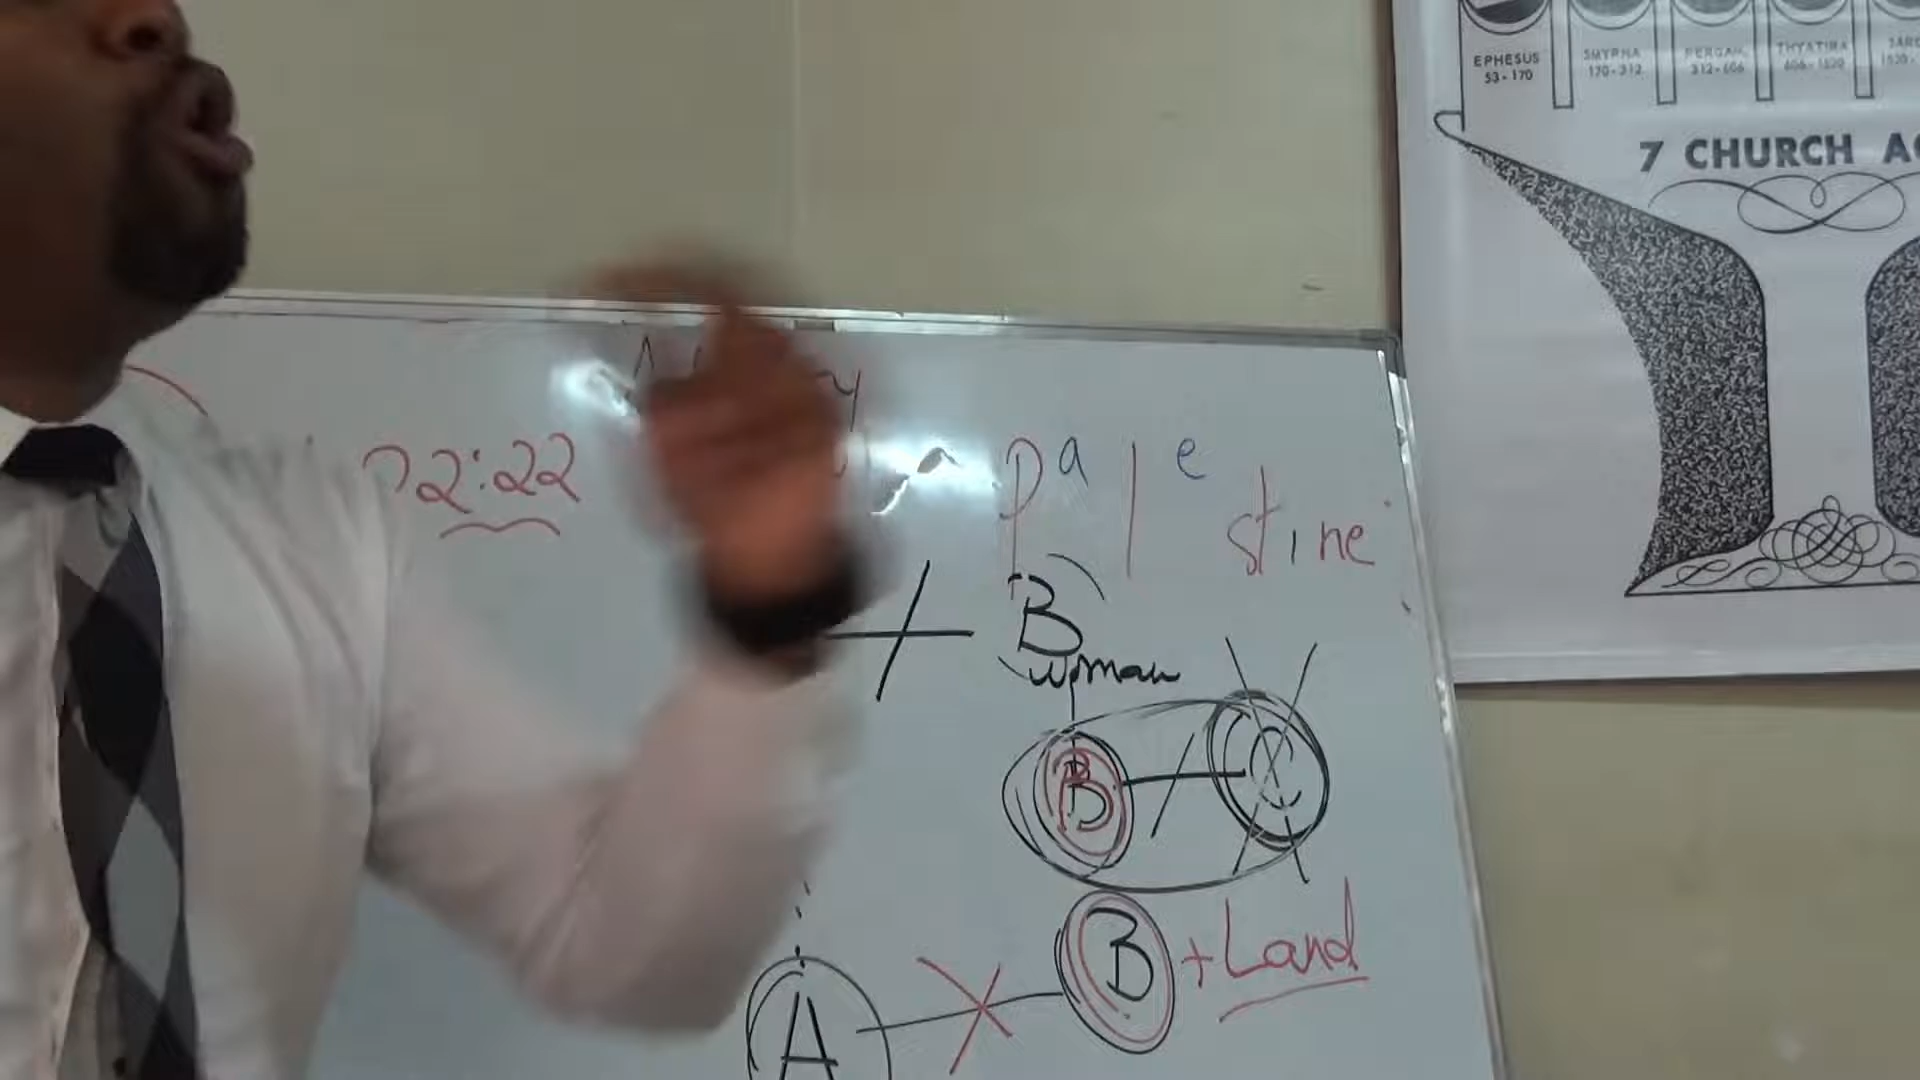 EPHESUS SMYRNA PERGAM. THYATIRA
53-170 170-312 312-606 606-1520
7 CHURCH
22:22
palestine
B
woman
B C
B
B +Land
A